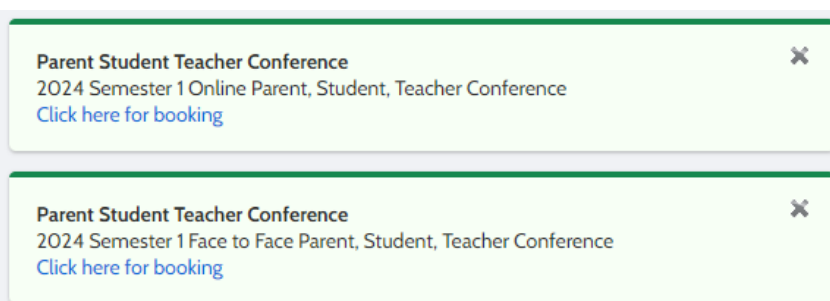 Parent Student Teacher Conference
2024 Semester 1 Online Parent, Student, Teacher Conference
Click here for booking
Parent Student Teacher Conference
2024 Semester 1 Face to Face Parent, Student, Teacher Conference
Click here for booking